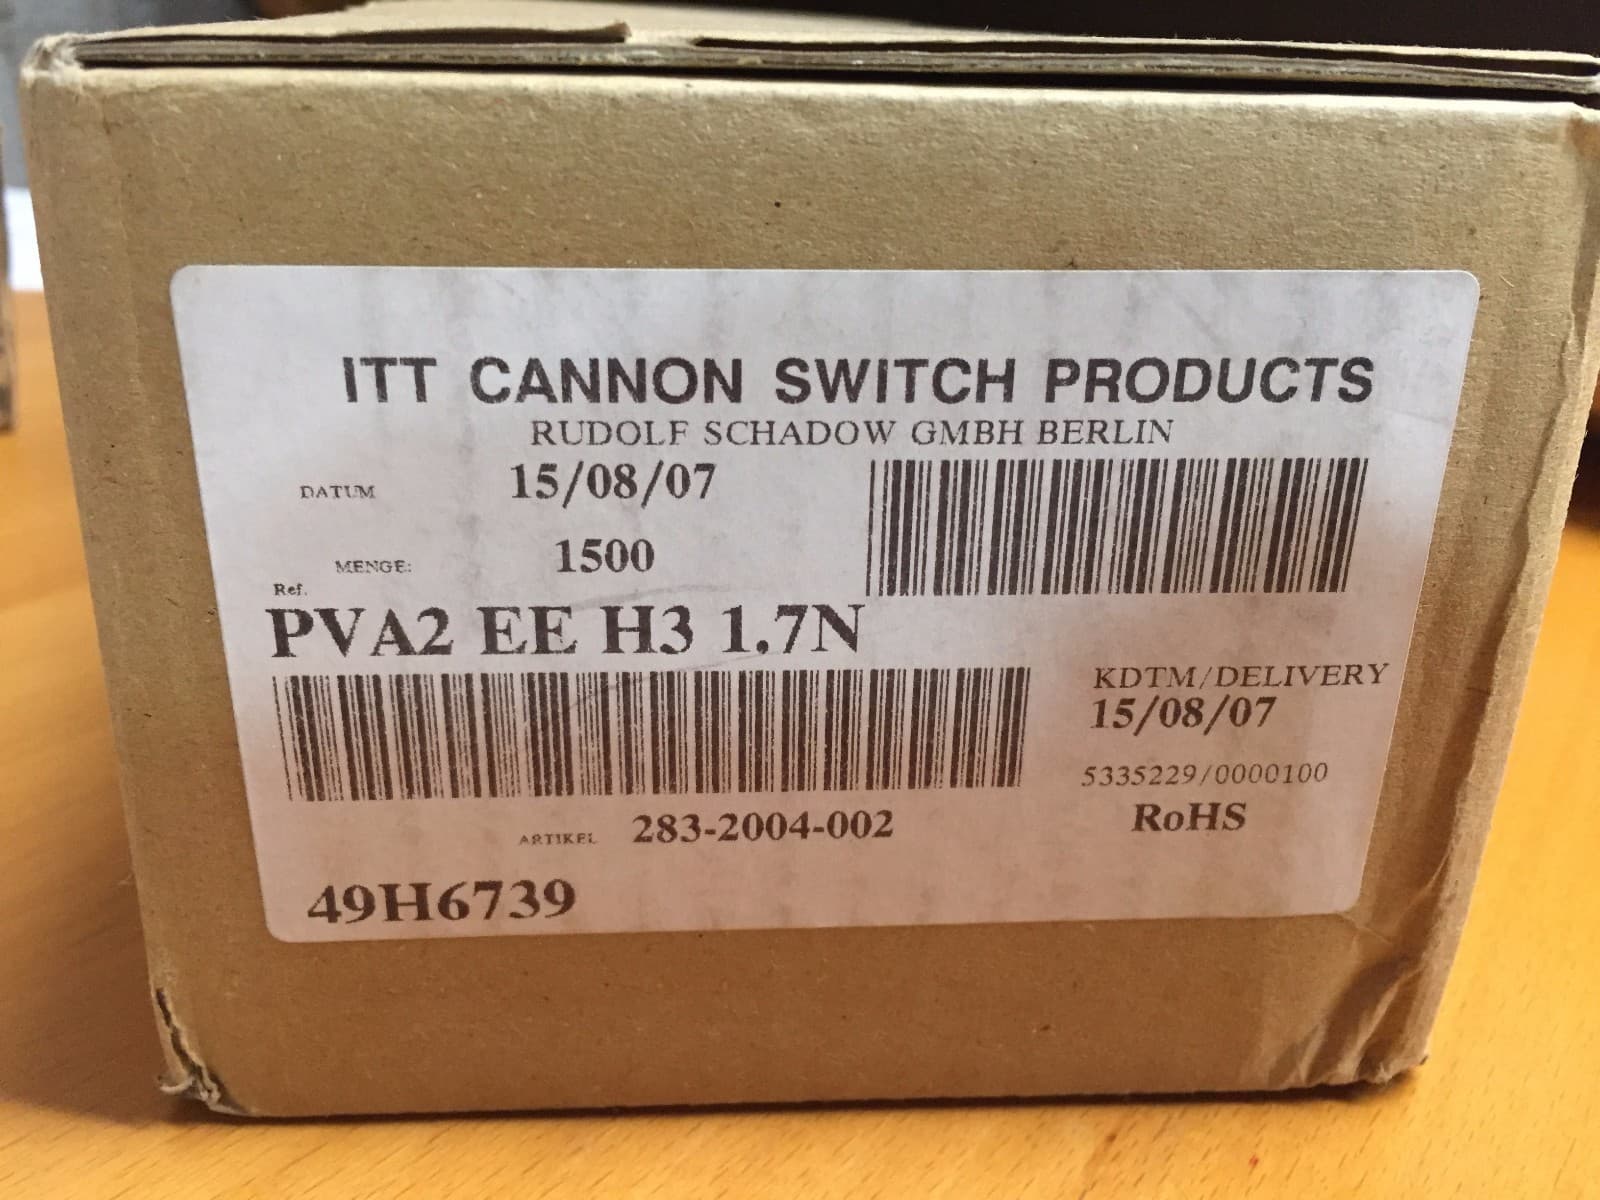 ITT CANNON SWITCH PRODUCTS
RUDOLF SCHADOW GMBH BERLIN
DATUM 15/08/07
MENGE: 1500
Ref.
PVA2 EE H3 1.7N
KDTM/DELIVERY
15/08/07
5335229/0000100
RoHS
ARTIKEL 283-2004-002
49H6739